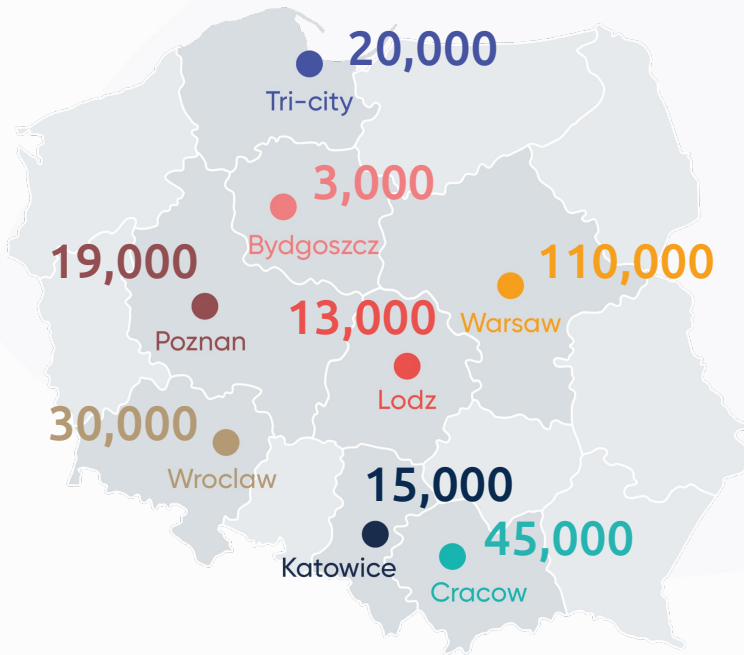 20,000
Tri-city
3,000
Bydgoszcz
19,000
Poznan
110,000
Warsaw
13,000
Lodz
30,000
Wroclaw
15,000
Katowice
45,000
Cracow